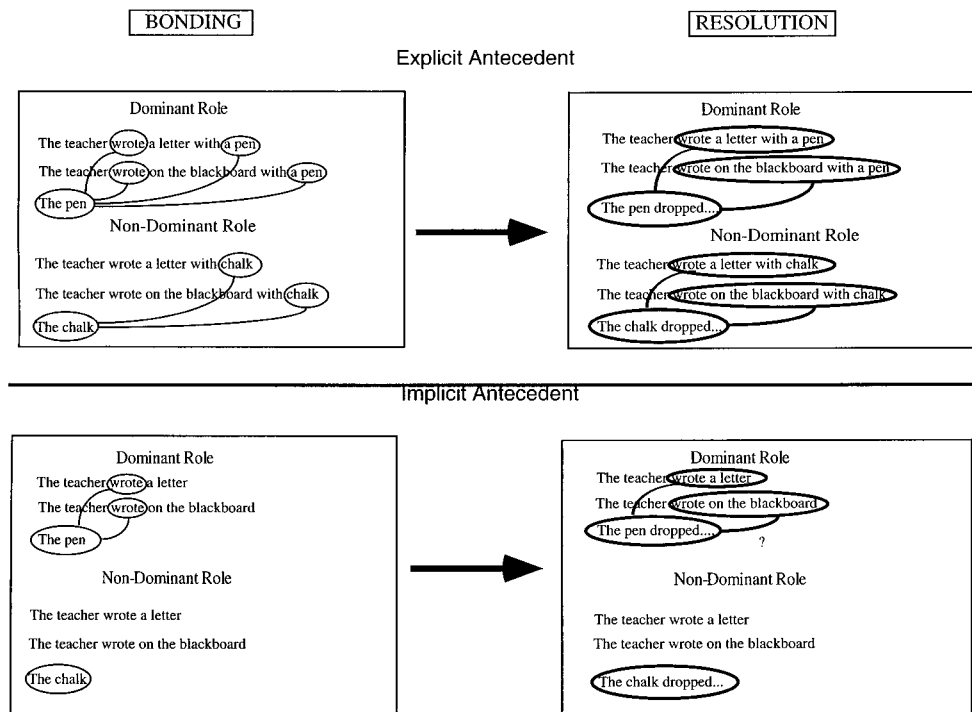 BONDING
RESOLUTION
Explicit Antecedent
Dominant Role
The teacher wrote a letter with a pen
The teacher wrote on the blackboard with a pen
The pen
Non-Dominant Role
The teacher wrote a letter with chalk
The teacher wrote on the blackboard with chalk
The chalk
Dominant Role
The teacher wrote a letter with a pen
The teacher wrote on the blackboard with a pen
The pen dropped....
Non-Dominant Role
The teacher wrote a letter with chalk
The teacher wrote on the blackboard with chalk
The chalk dropped...
Implicit Antecedent
Dominant Role
The teacher wrote a letter
The teacher wrote on the blackboard
The pen
Non-Dominant Role
The teacher wrote a letter
The teacher wrote on the blackboard
The chalk
Dominant Role
The teacher wrote a letter
The teacher wrote on the blackboard
The pen dropped....
?
Non-Dominant Role
The teacher wrote a letter
The teacher wrote on the blackboard
The chalk dropped...